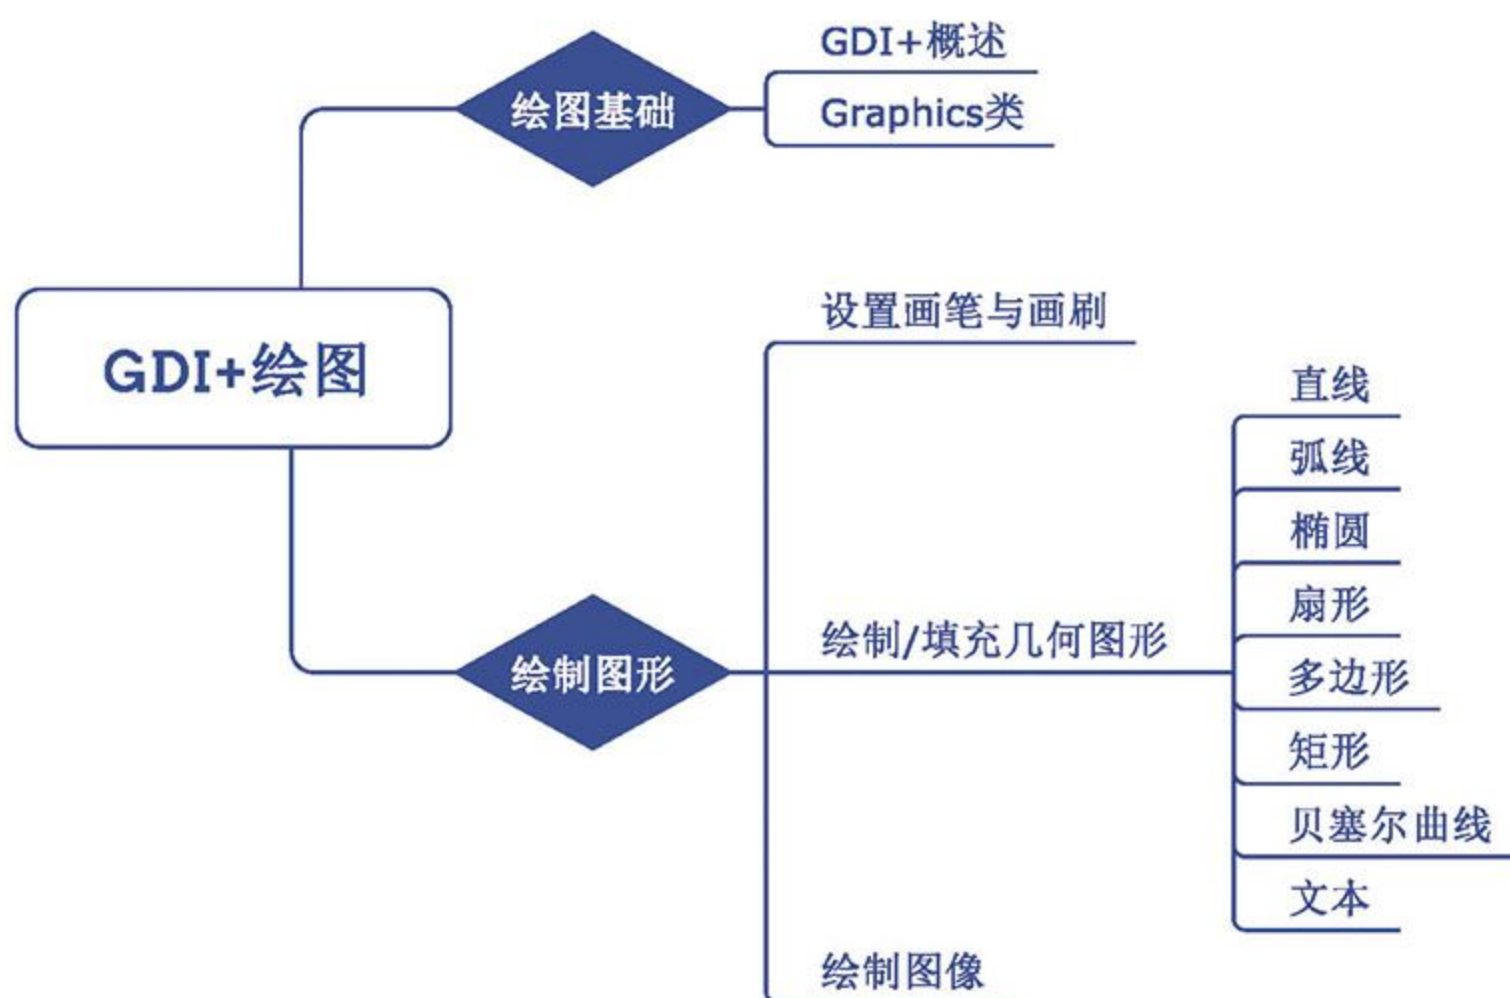 GDI+绘图
绘图基础
GDI+概述
Graphics类
绘制图形
设置画笔与画刷
绘制/填充几何图形
直线
弧线
椭圆
扇形
多边形
矩形
贝塞尔曲线
文本
绘制图像